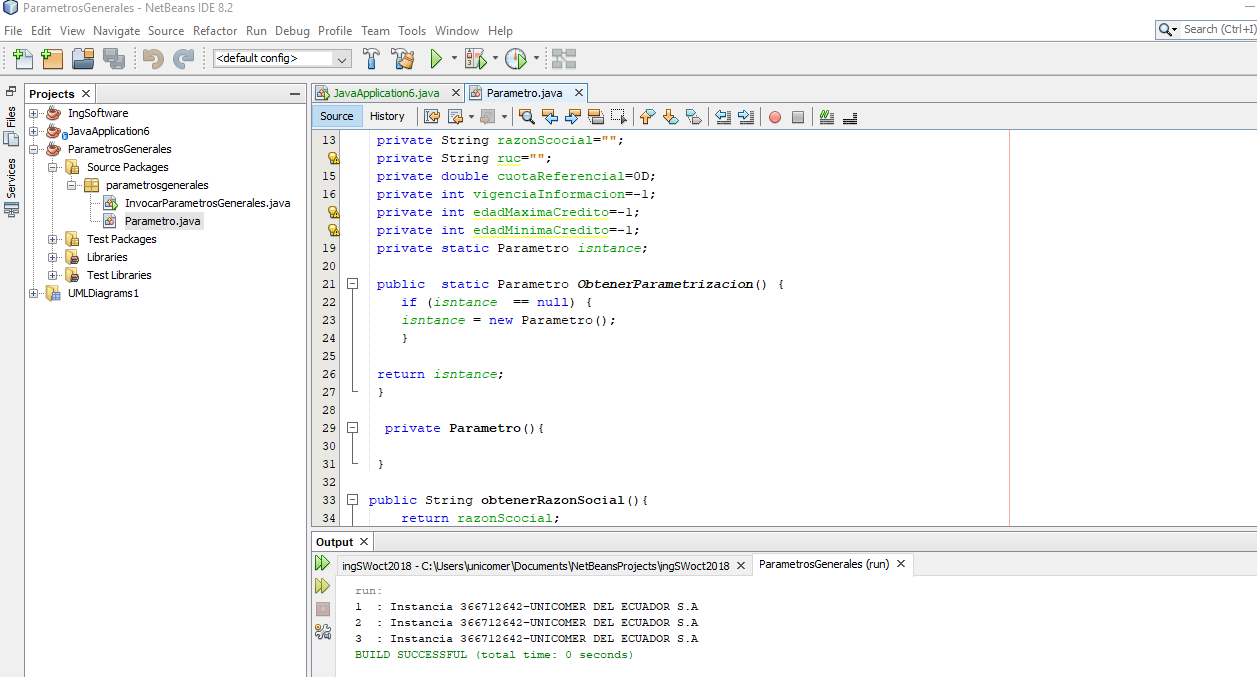 ParametrosGenerales - NetBeans IDE 8.2
File Edit View Navigate Source Refactor Run Debug Profile Team Tools Window Help
Search (Ctrl+I)
<default config>
Files
Services
Projects
IngSoftware
JavaApplication6
ParametrosGenerales
Source Packages
parametrosgenerales
InvocarParametrosGenerales.java
Parametro.java
Test Packages
Libraries
Test Libraries
UMLDiagrams1
JavaApplication6.java Parametro.java
Source History
13 private String razonScocial="";
private String ruc="";
15 private double cuotaReferencial=0D;
16 private int vigenciaInformacion=-1;
private int edadMaximaCredito=-1;
private int edadMinimaCredito=-1;
19 private static Parametro isntance;
20
21 public static Parametro ObtenerParametrizacion() {
22 if (isntance == null) {
23 isntance = new Parametro();
24 }
25
26 return isntance;
27 }
28
29 private Parametro(){
30
31 }
32
33 public String obtenerRazonSocial(){
34 return razonScocial;
Output
ingSWoct2018 - C:\Users\unicomer\Documents\NetBeansProjects\ingSWoct2018 ParametrosGenerales (run)
run:
1 : Instancia 366712642-UNICOMER DEL ECUADOR S.A
2 : Instancia 366712642-UNICOMER DEL ECUADOR S.A
3 : Instancia 366712642-UNICOMER DEL ECUADOR S.A
BUILD SUCCESSFUL (total time: 0 seconds)